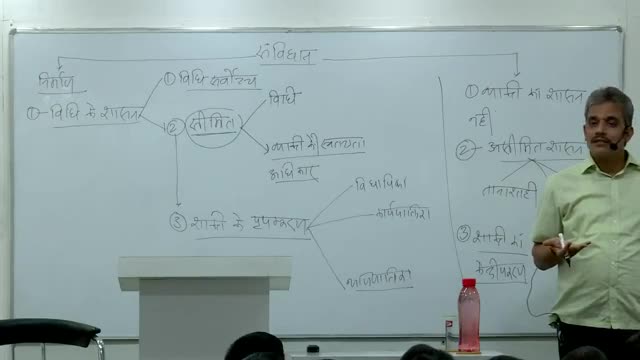 संविधान
निर्माण
① विधि के शासन
① विधि सर्वोच्च
② सीमित
विधि
व्यक्ति की स्वतंत्रता
अधिकार
③ शक्ति के पृथक्करण
विधायिका
कार्यपालिका
न्यायपालिका
① व्यक्ति का शासन
नहीं
② असीमित शासन
तानाशाही
③ शक्ति का
केन्द्रीयकरण